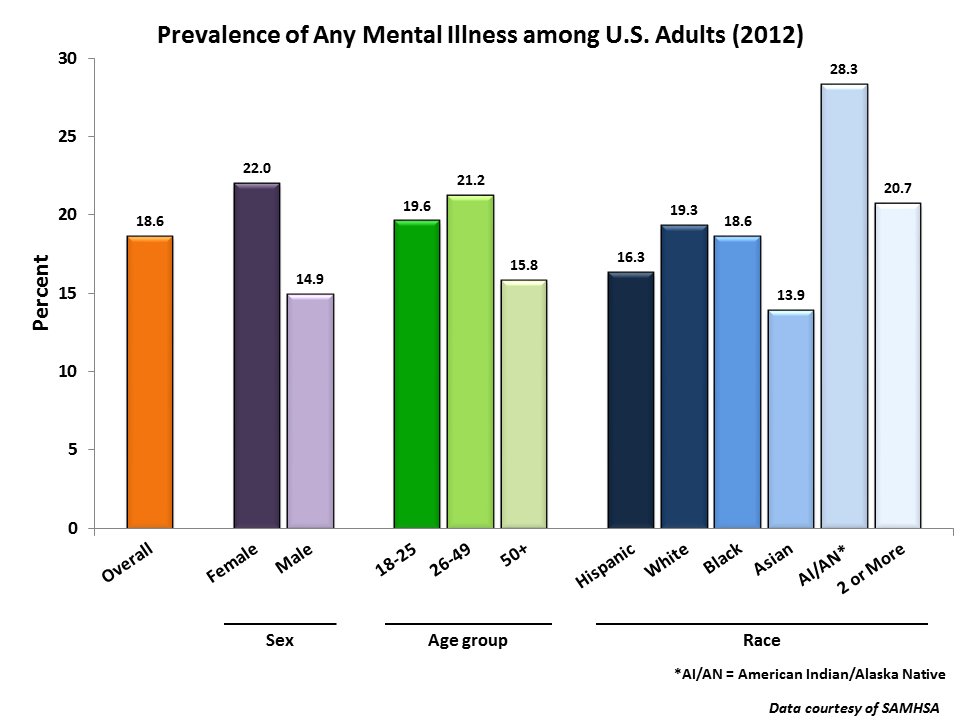 Prevalence of Any Mental Illness among U.S. Adults (2012)
Percent
30
25
20
15
10
5
0
18.6
22.0
14.9
19.6
21.2
15.8
16.3
19.3
18.6
13.9
28.3
20.7
Overall
Female
Male
18-25
26-49
50+
Hispanic
White
Black
Asian
AI/AN*
2 or More
Sex
Age group
Race
*AI/AN = American Indian/Alaska Native
Data courtesy of SAMHSA